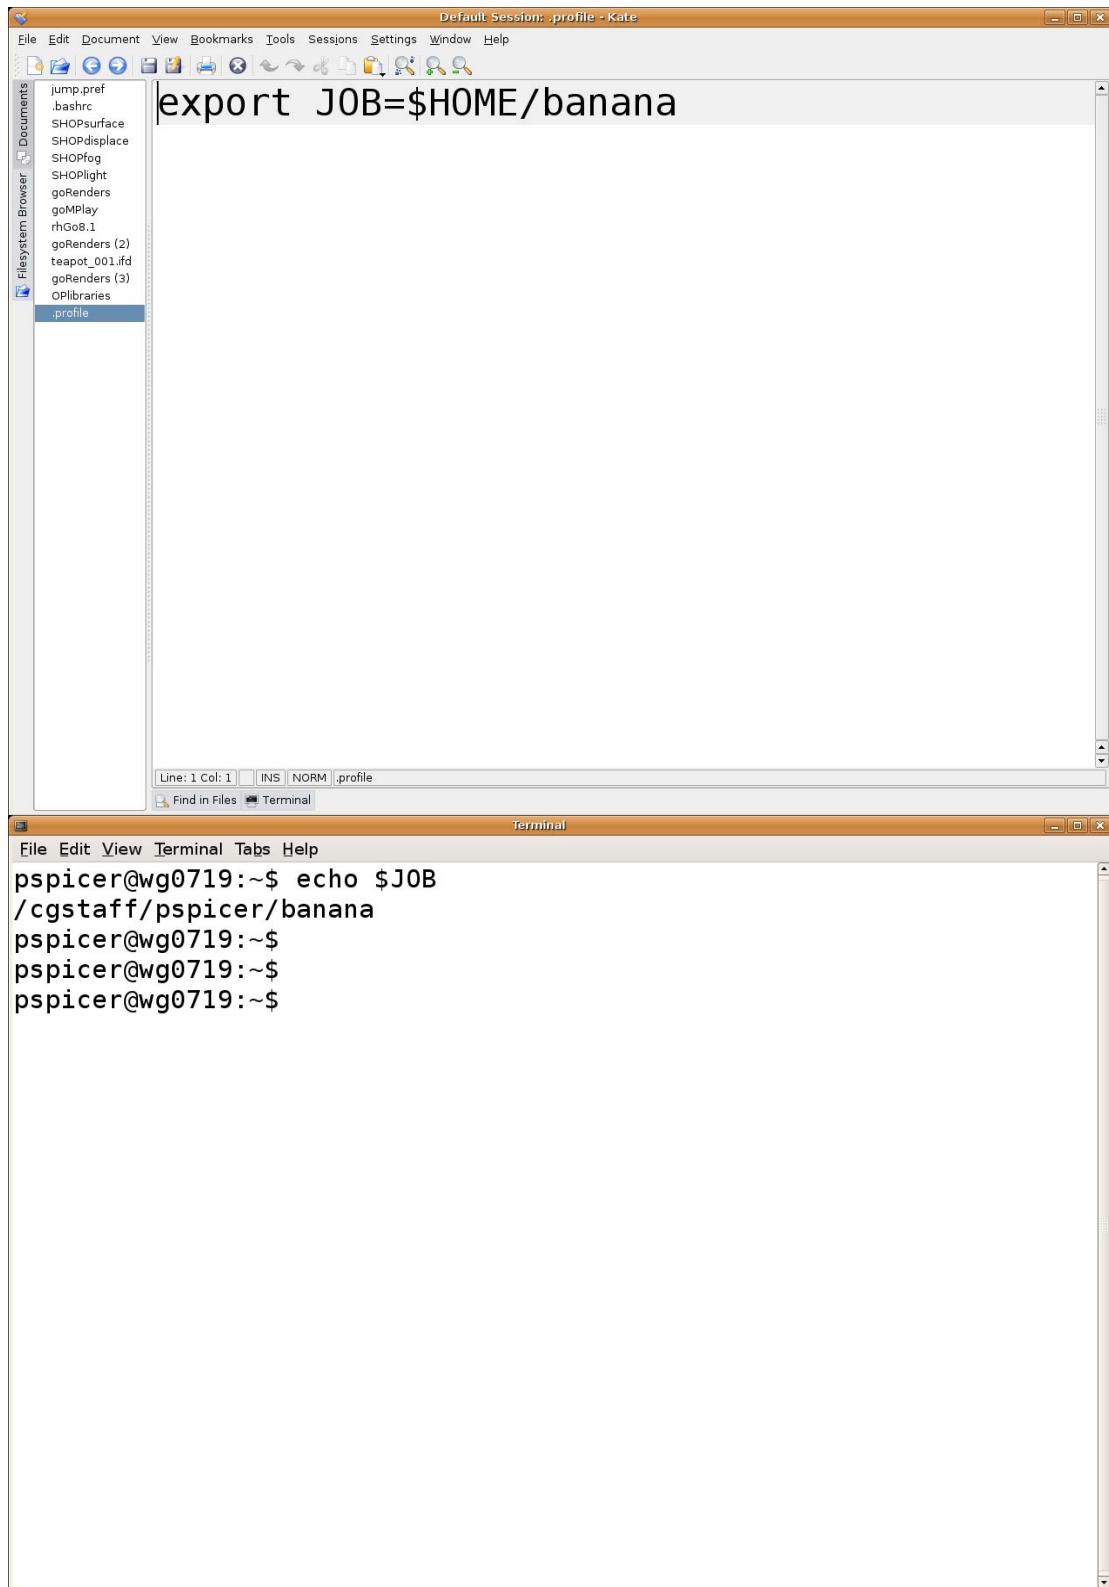 Default Session: .profile - Kate
File Edit Document View Bookmarks Tools Sessions Settings Window Help
Documents
Filesystem Browser
jump.pref
.bashrc
SHOPsurface
SHOPdisplace
SHOPfog
SHOPlight
goRenders
goMPlay
rhGo8.1
goRenders (2)
teapot_001.ifd
goRenders (3)
OPlibraries
.profile
export JOB=$HOME/banana
Line: 1 Col: 1 INS NORM .profile
Find in Files Terminal
Terminal
File Edit View Terminal Tabs Help
pspicer@wg0719:~$ echo $JOB
/cgstaff/pspicer/banana
pspicer@wg0719:~$
pspicer@wg0719:~$
pspicer@wg0719:~$